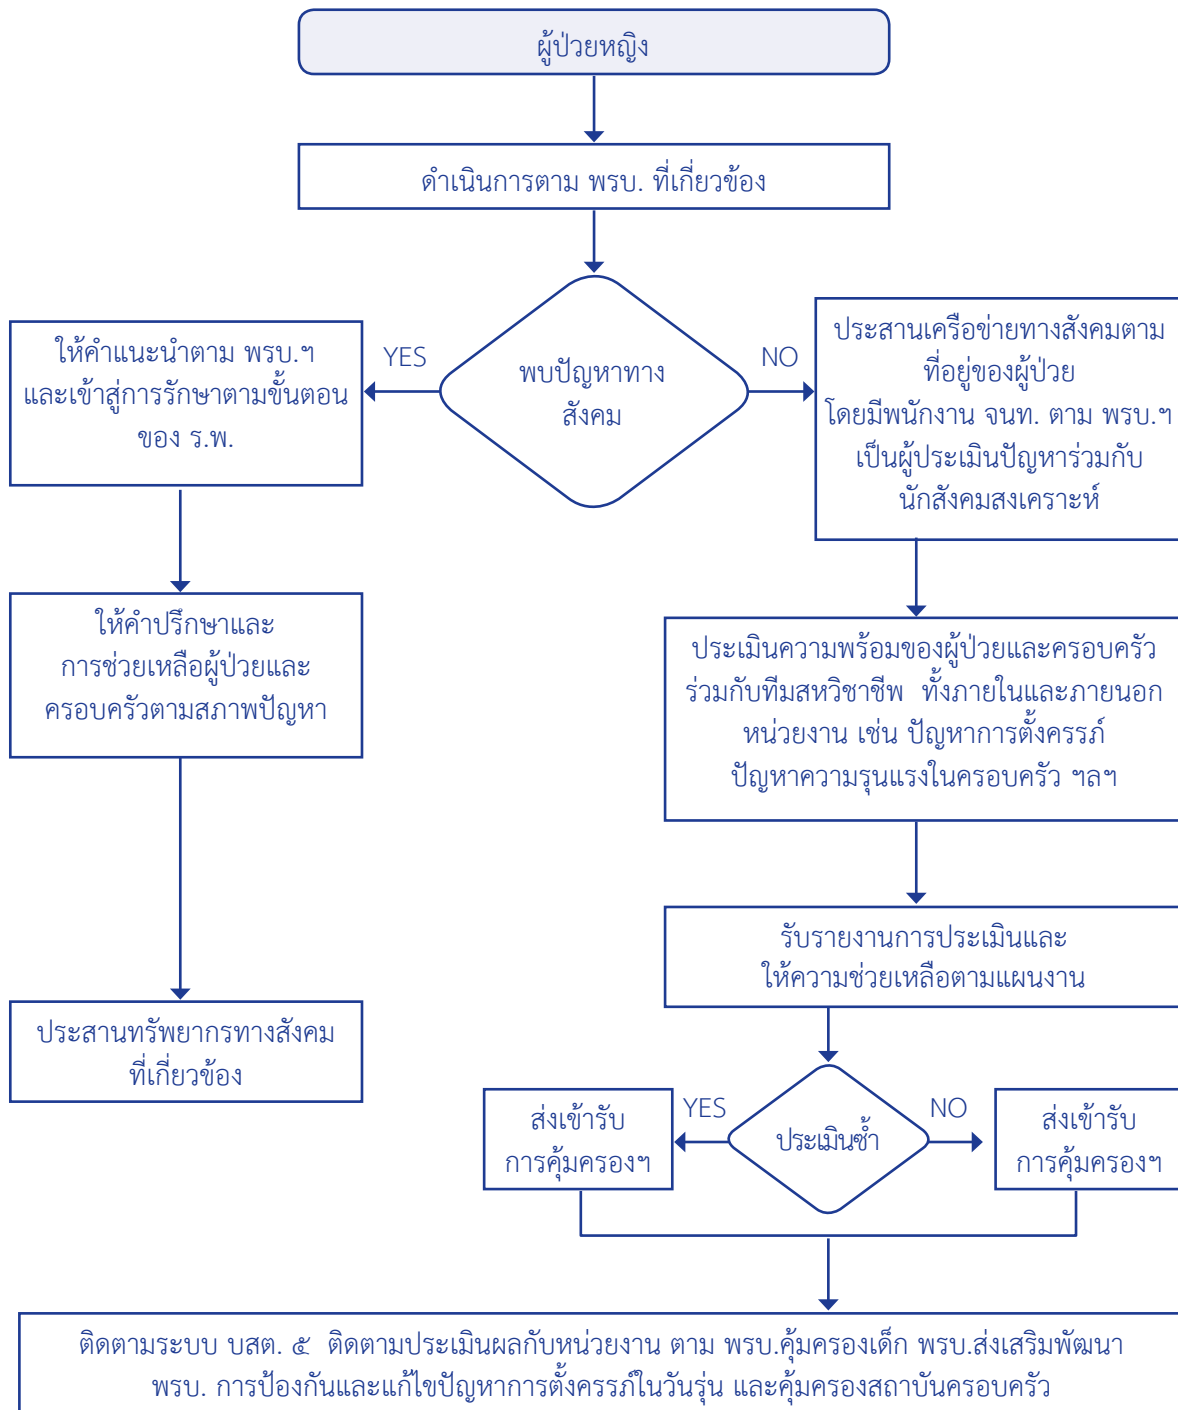 ผู้ป่วยหญิง
ดำเนินการตาม พรบ. ที่เกี่ยวข้อง
พบปัญหาทาง
สังคม
YES
NO
ให้คำแนะนำตาม พรบ.ฯ
และเข้าสู่การรักษาตามขั้นตอน
ของ ร.พ.
ประสานเครือข่ายทางสังคมตาม
ที่อยู่ของผู้ป่วย
โดยมีพนักงาน จนท. ตาม พรบ.ฯ
เป็นผู้ประเมินปัญหาร่วมกับ
นักสังคมสงเคราะห์
ให้คำปรึกษาและ
การช่วยเหลือผู้ป่วยและ
ครอบครัวตามสภาพปัญหา
ประเมินความพร้อมของผู้ป่วยและครอบครัว
ร่วมกับทีมสหวิชาชีพ ทั้งภายในและภายนอก
หน่วยงาน เช่น ปัญหาการตั้งครรภ์
ปัญหาความรุนแรงในครอบครัว ฯลฯ
รับรายงานการประเมินและ
ให้ความช่วยเหลือตามแผนงาน
ประสานทรัพยากรทางสังคม
ที่เกี่ยวข้อง
ประเมินซ้ำ
YES
NO
ส่งเข้ารับ
การคุ้มครองฯ
ส่งเข้ารับ
การคุ้มครองฯ
ติดตามระบบ บสต. ๕ ติดตามประเมินผลกับหน่วยงาน ตาม พรบ.คุ้มครองเด็ก พรบ.ส่งเสริมพัฒนา
พรบ. การป้องกันและแก้ไขปัญหาการตั้งครรภ์ในวันรุ่น และคุ้มครองสถาบันครอบครัว